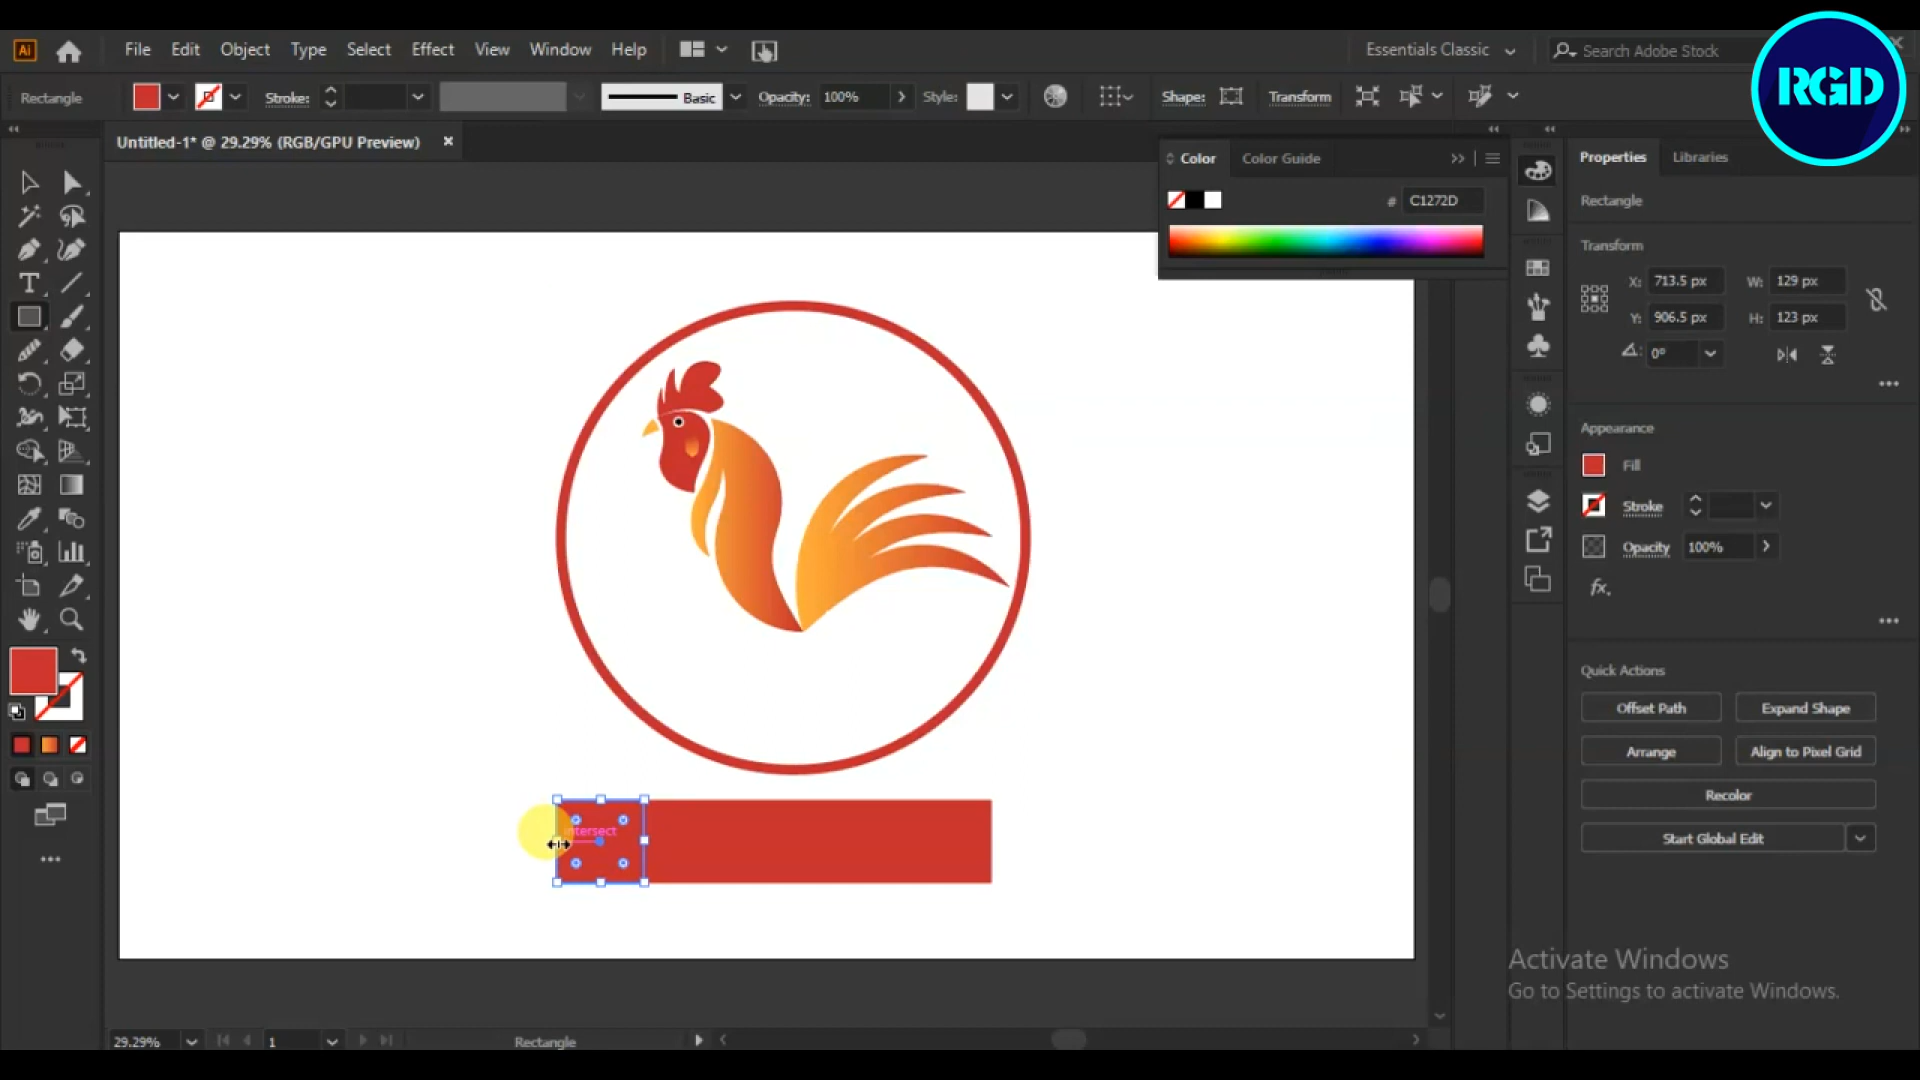 Ai File Edit Object Type Select Effect View Window Help Essentials Classic Search Adobe Stock
RGD
Rectangle Stroke: Basic Opacity: 100% Style: Shape: Transform
Untitled-1* @ 29.29% (RGB/GPU Preview) ×
Color Color Guide
# C1272D
Properties Libraries
Rectangle
Transform
X: 713.5 px W: 129 px
Y: 906.5 px H: 123 px
0°
Appearance
Fill
Stroke
Opacity 100%
fx.
Quick Actions
Offset Path Expand Shape
Arrange Align to Pixel Grid
Recolor
Start Global Edit
intersect
Activate Windows
Go to Settings to activate Windows.
29.29% 1 Rectangle